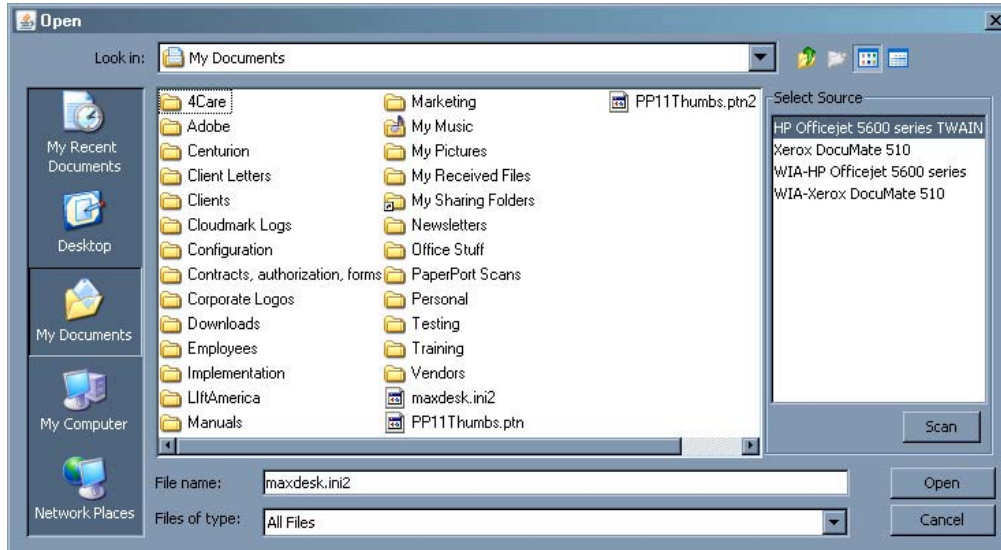 Open
Look in:
My Documents
My Recent
Documents
Desktop
My Documents
My Computer
Network Places
4Care
Adobe
Centurion
Client Letters
Clients
Cloudmark Logs
Configuration
Contracts, authorization, forms
Corporate Logos
Downloads
Employees
Implementation
LIftAmerica
Manuals
Marketing
My Music
My Pictures
My Received Files
My Sharing Folders
Newsletters
Office Stuff
PaperPort Scans
Personal
Testing
Training
Vendors
maxdesk.ini2
PP11Thumbs.ptn
PP11Thumbs.ptn2
Select Source
HP Officejet 5600 series TWAIN
Xerox DocuMate 510
WIA-HP Officejet 5600 series
WIA-Xerox DocuMate 510
Scan
File name:
maxdesk.ini2
Open
Files of type:
All Files
Cancel